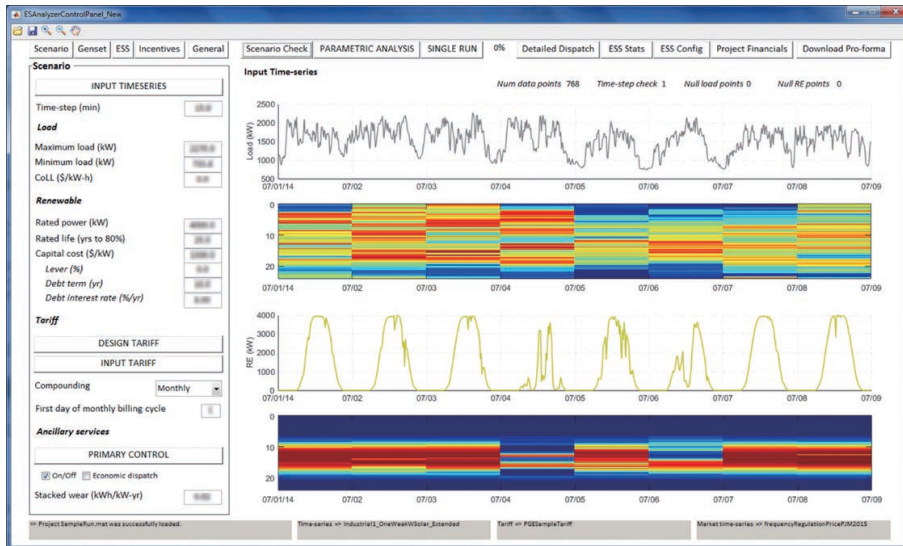 ESAnalyzerControlPanel_New
Scenario Genset ESS Incentives General
Scenario Check PARAMETRIC ANALYSIS SINGLE RUN 0% Detailed Dispatch ESS Stats ESS Config Project Financials Download Pro-forma
Scenario
INPUT TIMESERIES
Time-step (min)
Load
Maximum load (kW)
Minimum load (kW)
CoLL ($/kW-h)
Renewable
Rated power (kW)
Rated life (yrs to 80%)
Capital cost ($/kW)
Lever (%)
Debt term (yr)
Debt interest rate (%/yr)
Tariff
DESIGN TARIFF
INPUT TARIFF
Compounding Monthly
First day of monthly billing cycle
Ancillary services
PRIMARY CONTROL
On/Off Economic dispatch
Stacked wear (kWh/kW-yr)
Input Time-series
Num data points 768 Time-step check 1 Null load points 0 Null RE points 0
Load (kW)
2500
2000
1500
1000
500
07/01/14 07/02 07/03 07/04 07/05 07/06 07/07 07/08 07/09
0
10
20
07/01/14 07/02 07/03 07/04 07/05 07/06 07/07 07/08 07/09
RE (kW)
4000
3000
2000
1000
0
07/01/14 07/02 07/03 07/04 07/05 07/06 07/07 07/08 07/09
0
10
20
07/01/14 07/02 07/03 07/04 07/05 07/06 07/07 07/08 07/09
=> Project SampleRun.mat was successfully loaded.
Time-series => Industrial1_OneWeekWSolar_Extended
Tariff => PGESampleTariff
Market time-series => frequencyRegulationPricePJM2015